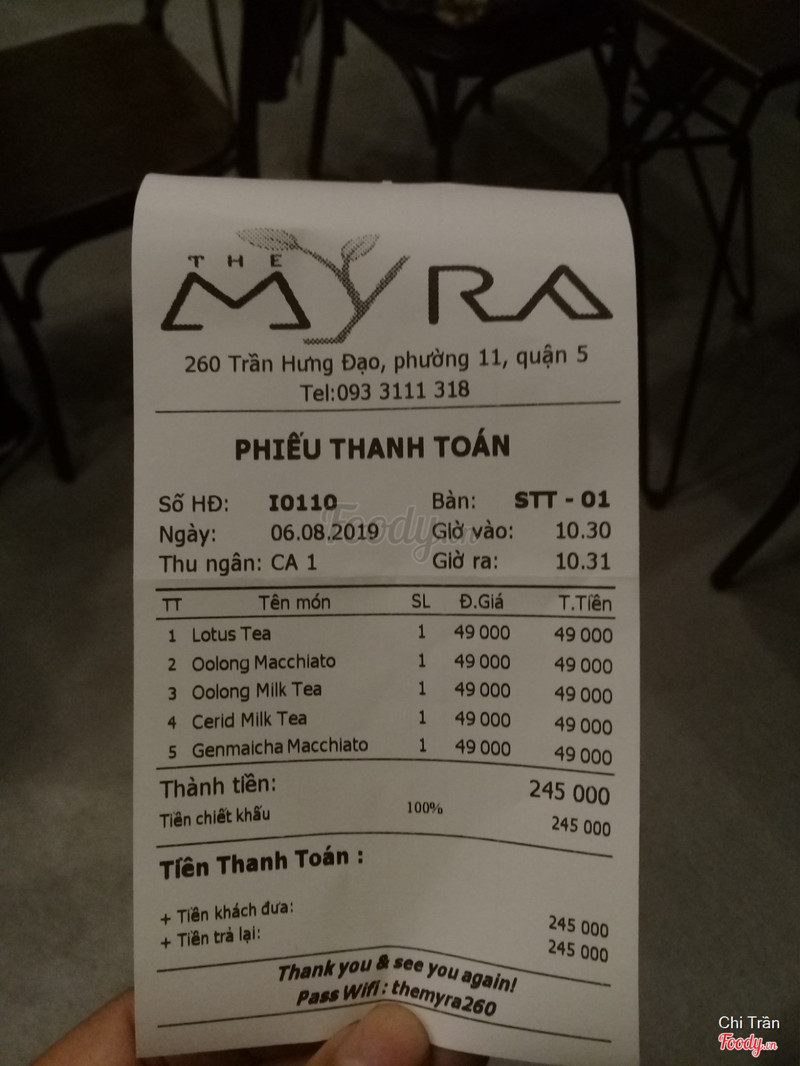 THE
MYRA
260 Trần Hưng Đạo, phường 11, quận 5
Tel:093 3111 318
PHIẾU THANH TOÁN
Số HĐ: I0110 Bàn: STT - 01
Ngày: 06.08.2019 Giờ vào: 10.30
Thu ngân: CA 1 Giờ ra: 10.31
TT Tên món SL Đ.Giá T.Tiền
1 Lotus Tea 1 49 000 49 000
2 Oolong Macchiato 1 49 000 49 000
3 Oolong Milk Tea 1 49 000 49 000
4 Cerid Milk Tea 1 49 000 49 000
5 Genmaicha Macchiato 1 49 000 49 000
Thành tiền: 245 000
Tiền chiết khấu 100% 245 000
Tiền Thanh Toán :
+ Tiền khách đưa: 245 000
+ Tiền trả lại: 245 000
Thank you & see you again!
Pass Wifi : themyra260
Foody.vn
Chi Trần
Foody.vn